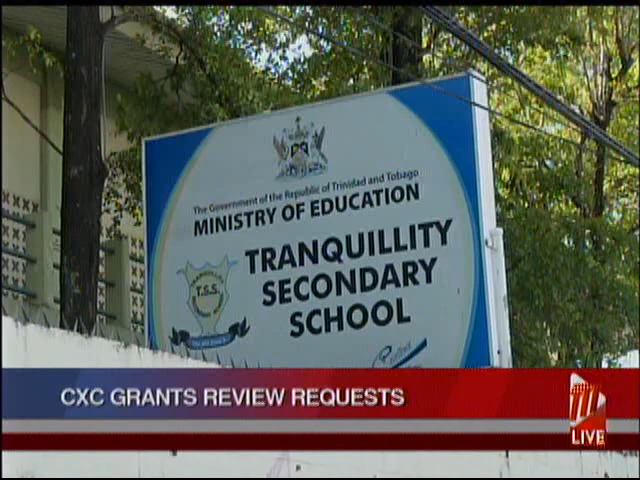 The Government of the Republic of Trinidad and Tobago
MINISTRY OF EDUCATION
TRANQUILLITY
SECONDARY
SCHOOL
T.S.S.
CXC GRANTS REVIEW REQUESTS
LIVE